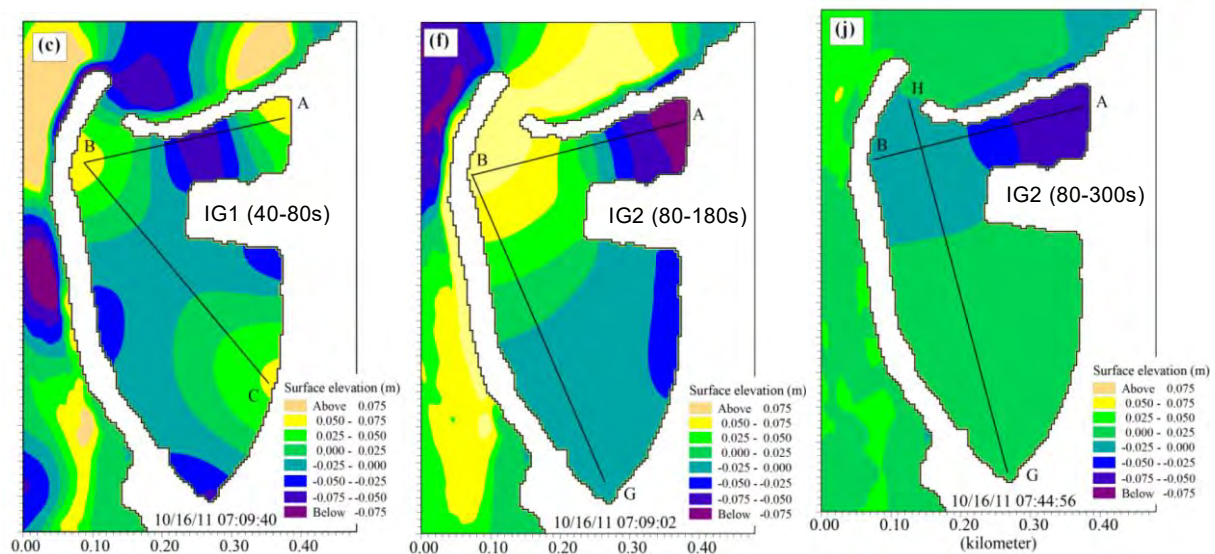 (c)
A
B
IG1 (40-80s)
C
Surface elevation (m)
Above 0.075
0.050 - 0.075
0.025 - 0.050
0.000 - 0.025
-0.025 - 0.000
-0.050 - -0.025
-0.075 - -0.050
Below -0.075
10/16/11 07:09:40
0.00 0.10 0.20 0.30 0.40
(f)
A
B
IG2 (80-180s)
Surface elevation (m)
Above 0.075
0.050 - 0.075
0.025 - 0.050
0.000 - 0.025
-0.025 - 0.000
-0.050 - -0.025
-0.075 - -0.050
Below -0.075
G
10/16/11 07:09:02
0.00 0.10 0.20 0.30 0.40
(j)
H
A
B
IG2 (80-300s)
Surface elevation (m)
Above 0.075
0.050 - 0.075
0.025 - 0.050
0.000 - 0.025
-0.025 - 0.000
-0.050 - -0.025
-0.075 - -0.050
Below -0.075
G
10/16/11 07:44:56
0.00 0.10 0.20 0.30 0.40
(kilometer)